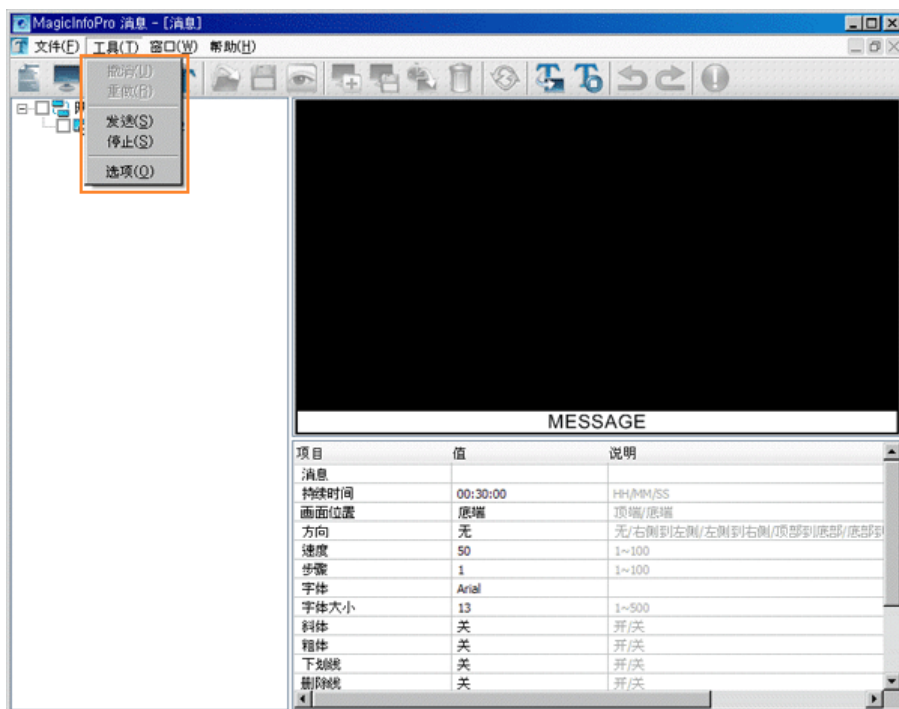 MagicInfoPro 消息 - [消息]
文件(F) 工具(T) 窗口(W) 帮助(H)
撤消(U)
重做(R)
发送(S)
停止(S)
选项(O)
MESSAGE
项目 值 说明
消息
持续时间 00:30:00 HH/MM/SS
画面位置 底端 顶端/底端
方向 无 无/右侧到左侧/左侧到右侧/顶部到底部/底部到
速度 50 1~100
步骤 1 1~100
字体 Arial
字体大小 13 1~500
斜体 关 开/关
粗体 关 开/关
下划线 关 开/关
删除线 关 开/关